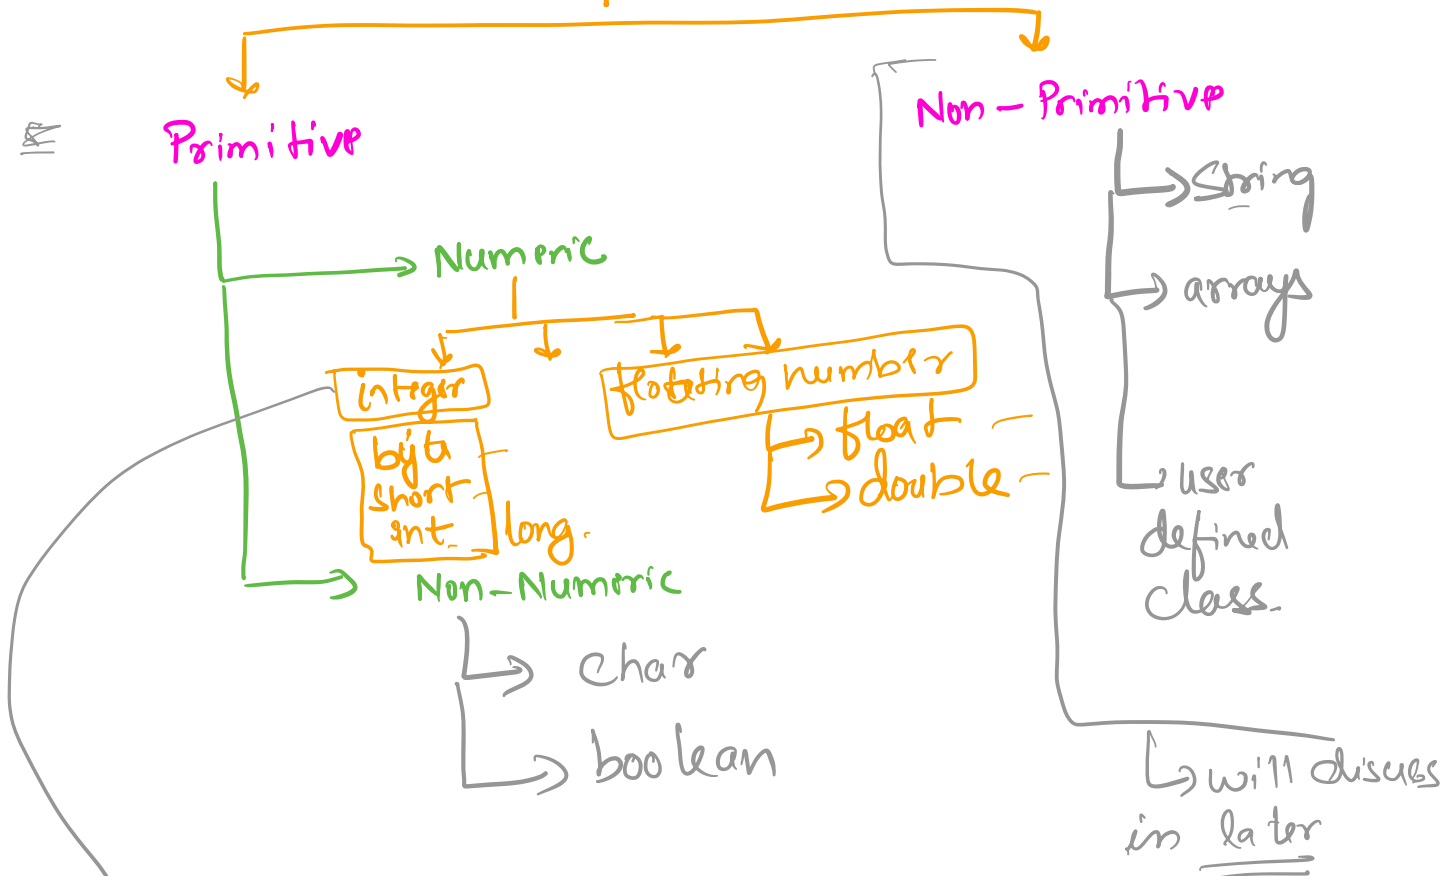 Non-Primitive
Primitive
String
Numeric
arrays
integer
floating number
byte
short
int
long.
float
double
user
defined
class.
Non-Numeric
char
boolean
will discuss
in later